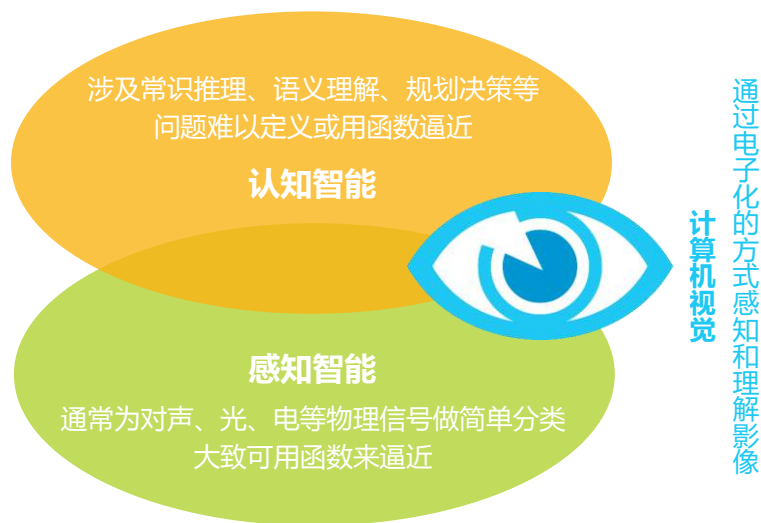 涉及常识推理、语义理解、规划决策等
问题难以定义或用函数逼近
认知智能
感知智能
通常为对声、光、电等物理信号做简单分类
大致可用函数来逼近
计算机视觉
通过电子化的方式感知和理解影像